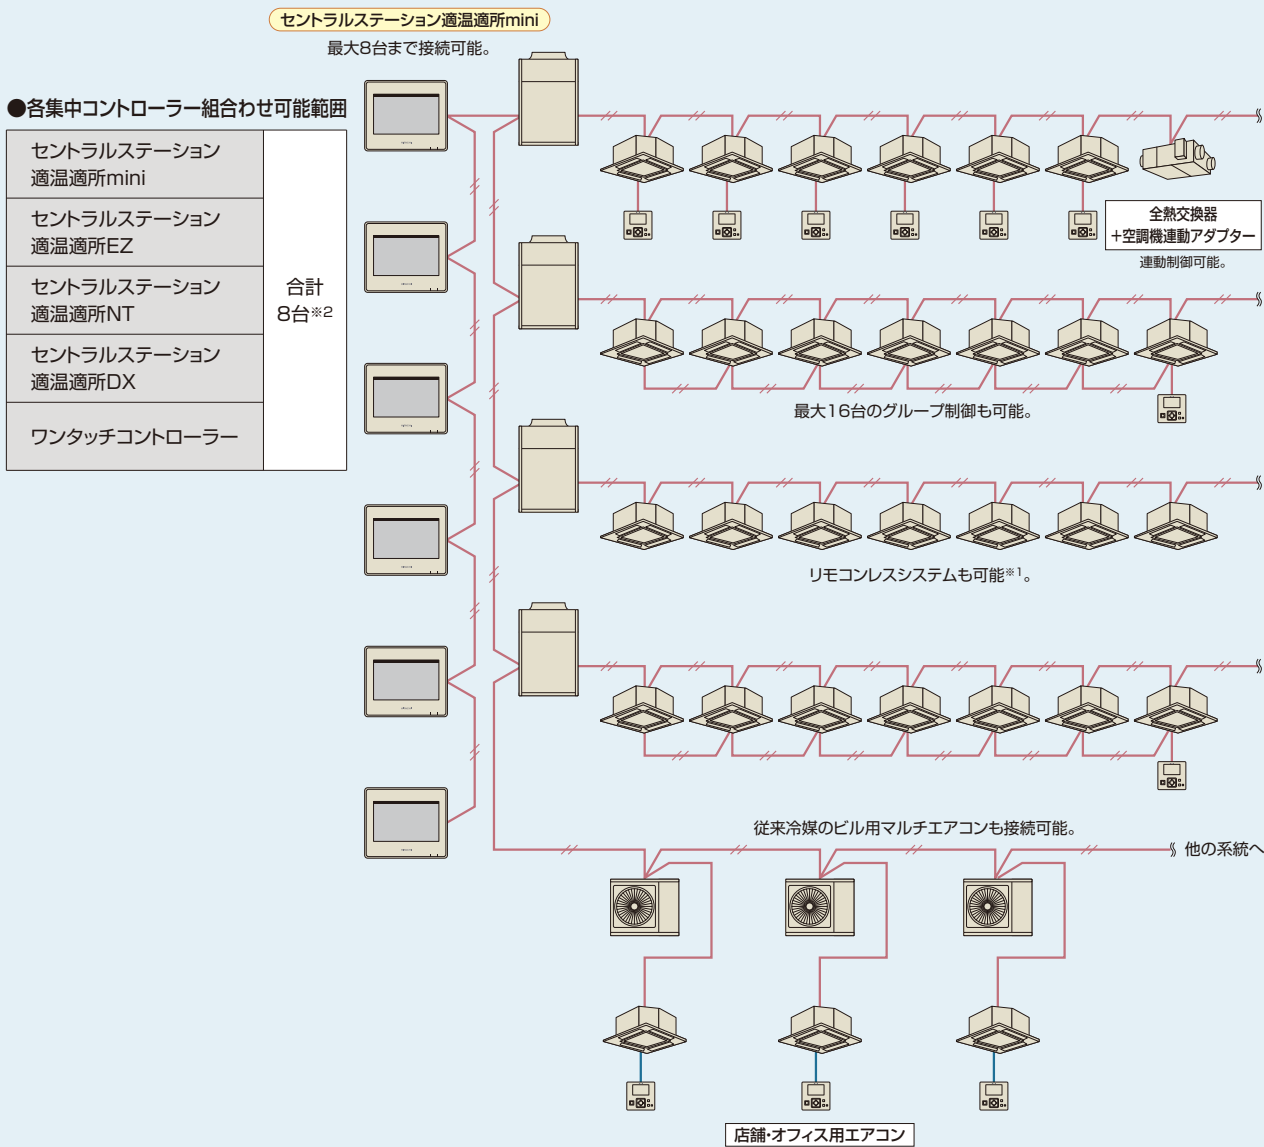 セントラルステーション適温適所mini
最大8台まで接続可能。
●各集中コントローラー組合わせ可能範囲
セントラルステーション
適温適所mini
セントラルステーション
適温適所EZ
セントラルステーション
適温適所NT
セントラルステーション
適温適所DX
ワンタッチコントローラー
合計
8台※2
全熱交換器
+空調機連動アダプター
連動制御可能。
最大16台のグループ制御も可能。
リモコンレスシステムも可能※1。
従来冷媒のビル用マルチエアコンも接続可能。
他の系統へ
店舗・オフィス用エアコン